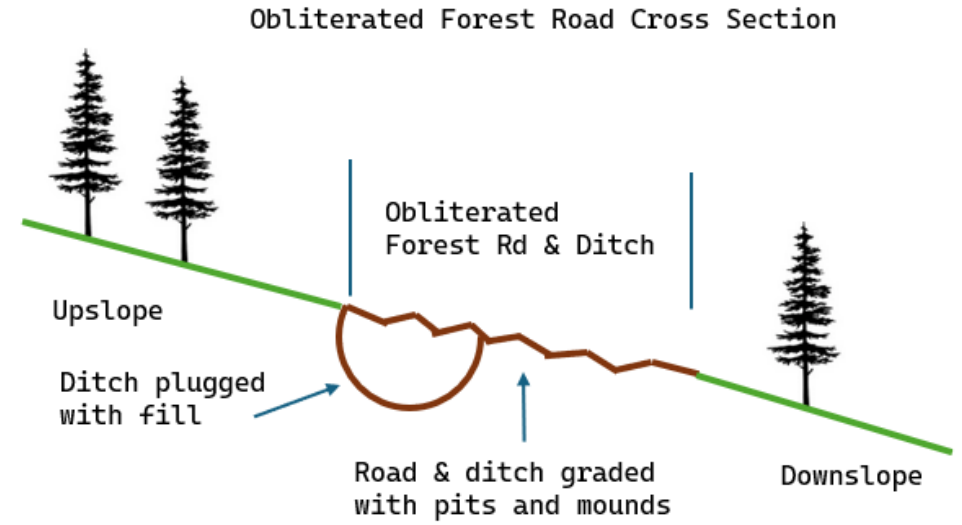 Obliterated Forest Road Cross Section
Obliterated
Forest Rd & Ditch
Upslope
Ditch plugged
with fill
Road & ditch graded
with pits and mounds
Downslope